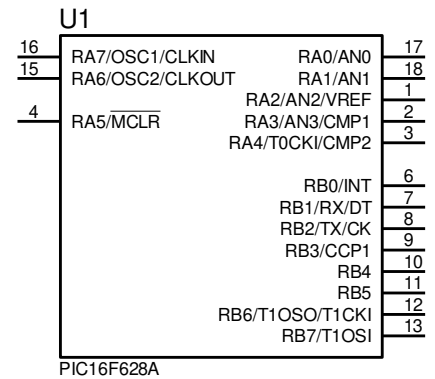 U1
16 RA7/OSC1/CLKIN RA0/AN0 17
15 RA6/OSC2/CLKOUT RA1/AN1 18
RA2/AN2/VREF 1
4 RA5/MCLR RA3/AN3/CMP1 2
RA4/T0CKI/CMP2 3
RB0/INT 6
RB1/RX/DT 7
RB2/TX/CK 8
RB3/CCP1 9
RB4 10
RB5 11
RB6/T1OSO/T1CKI 12
RB7/T1OSI 13
PIC16F628A